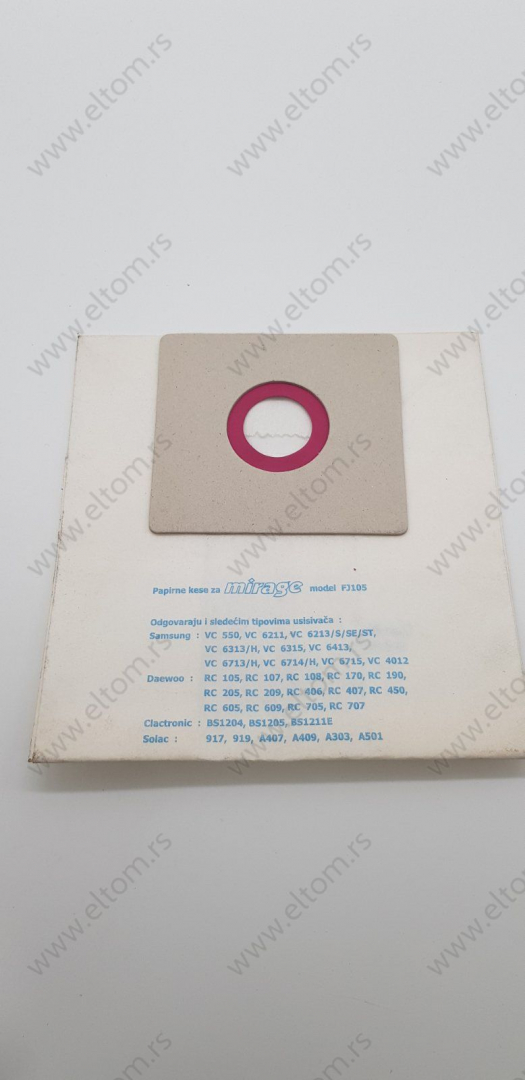 Papirne kese za mirage model FJ105
Odgovaraju i sledećim tipovima usisivača :
Samsung : VC 550, VC 6211, VC 6213/S/SE/ST,
VC 6313/H, VC 6315, VC 6413,
VC 6713/H, VC 6714/H, VC 6715, VC 4012
Daewoo : RC 105, RC 107, RC 108, RC 170, RC 190,
RC 205, RC 209, RC 406, RC 407, RC 450,
RC 605, RC 609, RC 705, RC 707
Clactronic : BS1204, BS1205, BS1211E
Solac : 917, 919, A407, A409, A303, A501
www.eltom.rs